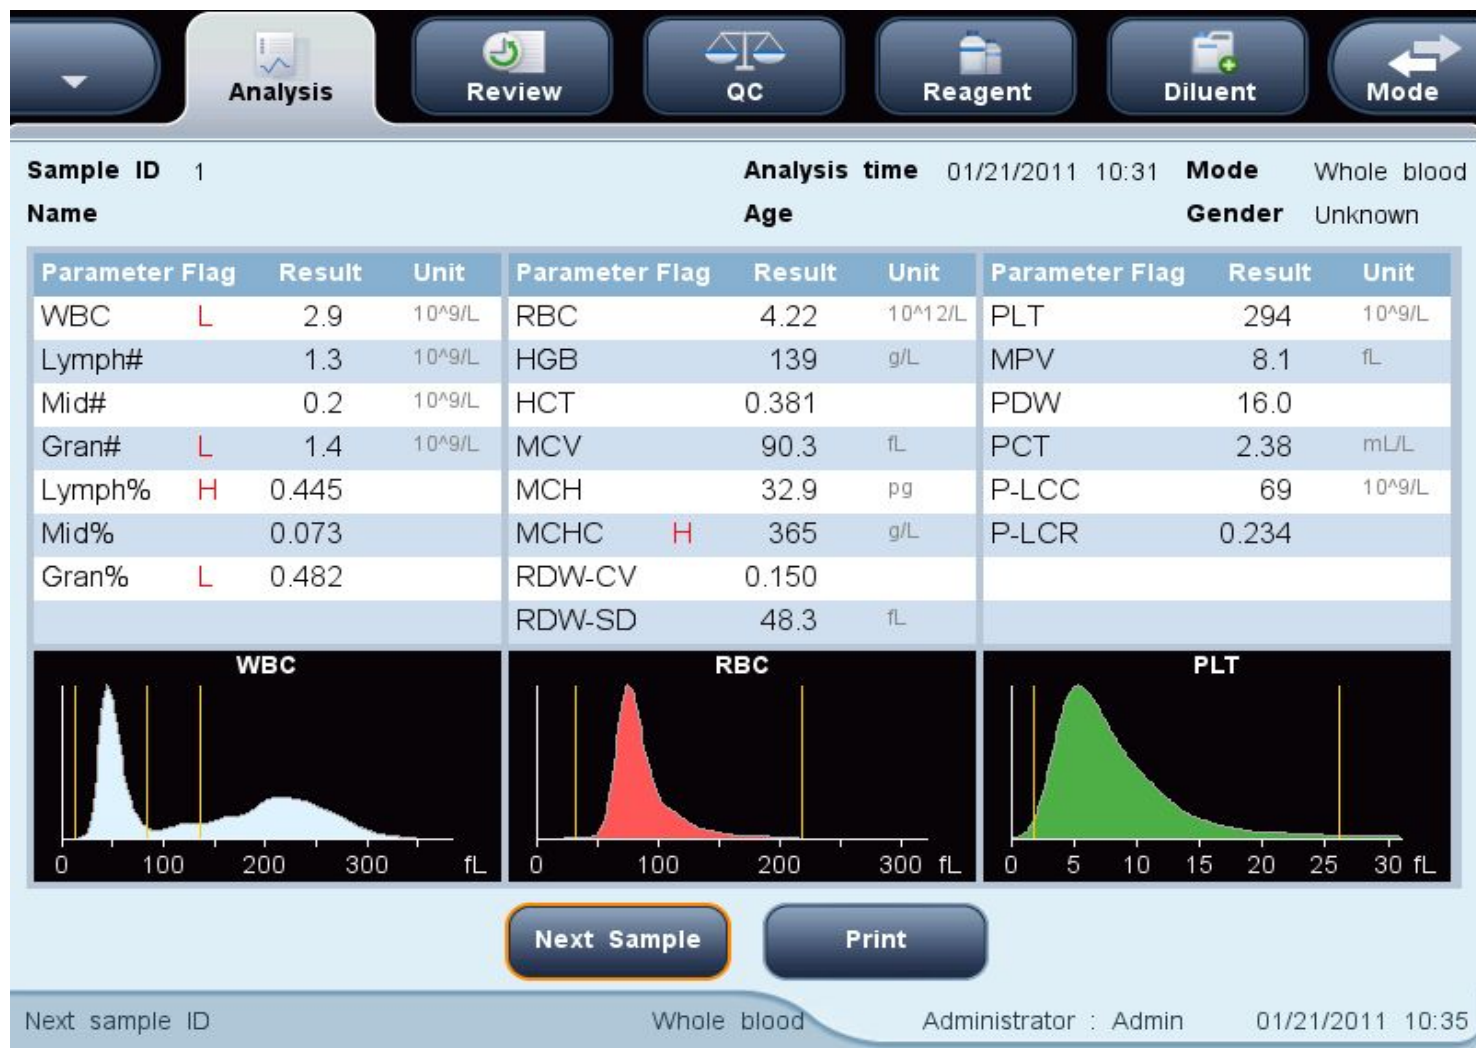 Analysis Review QC Reagent Diluent Mode
Sample ID 1 Analysis time 01/21/2011 10:31 Mode Whole blood
Name Age Gender Unknown
Parameter Flag Result Unit Parameter Flag Result Unit Parameter Flag Result Unit
WBC L 2.9 10^9/L RBC 4.22 10^12/L PLT 294 10^9/L
Lymph# 1.3 10^9/L HGB 139 g/L MPV 8.1 fL
Mid# 0.2 10^9/L HCT 0.381 PDW 16.0
Gran# L 1.4 10^9/L MCV 90.3 fL PCT 2.38 mL/L
Lymph% H 0.445 MCH 32.9 pg P-LCC 69 10^9/L
Mid% 0.073 MCHC H 365 g/L P-LCR 0.234
Gran% L 0.482 RDW-CV 0.150
RDW-SD 48.3 fL
WBC RBC PLT
0 100 200 300 fL 0 100 200 300 fL 0 5 10 15 20 25 30 fL
Next Sample Print
Next sample ID Whole blood Administrator : Admin 01/21/2011 10:35